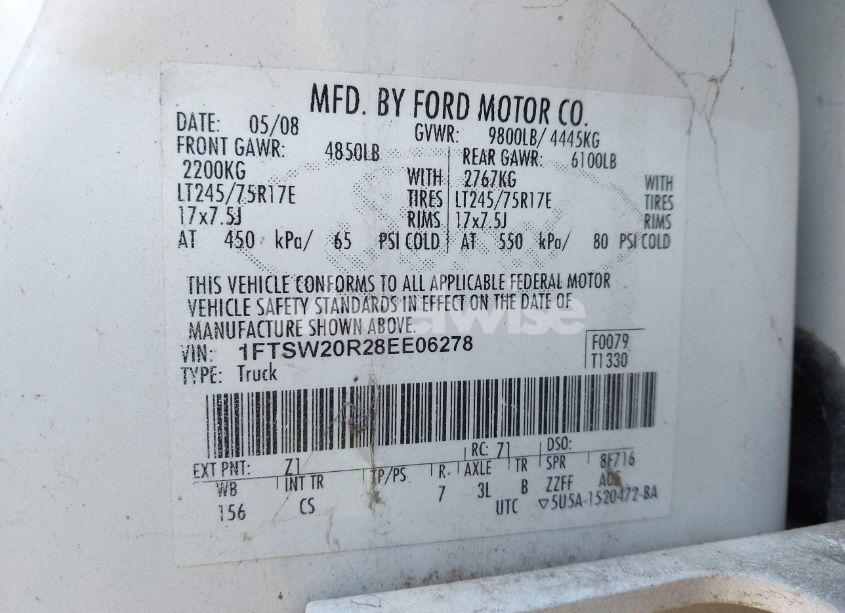 MFD. BY FORD MOTOR CO.
DATE: 05/08 GVWR: 9800LB/ 4445KG
FRONT GAWR: 4850LB REAR GAWR: 6100LB
2200KG WITH 2767KG WITH
LT245/75R17E TIRES LT245/75R17E TIRES
17x7.5J RIMS 17x7.5J RIMS
AT 450 kPa/ 65 PSI COLD AT 550 kPa/ 80 PSI COLD
THIS VEHICLE CONFORMS TO ALL APPLICABLE FEDERAL MOTOR
VEHICLE SAFETY STANDARDS IN EFFECT ON THE DATE OF
MANUFACTURE SHOWN ABOVE.
VIN: 1FTSW20R28EE06278 F0079
TYPE: Truck T1330
EXT PNT: Z1 RC: 71 DSO:
WB INT TR TP/PS R. AXLE TR SPR 8F716
156 CS 7 3L B ZZFF
UTC ▽5U5A-1520472-BA